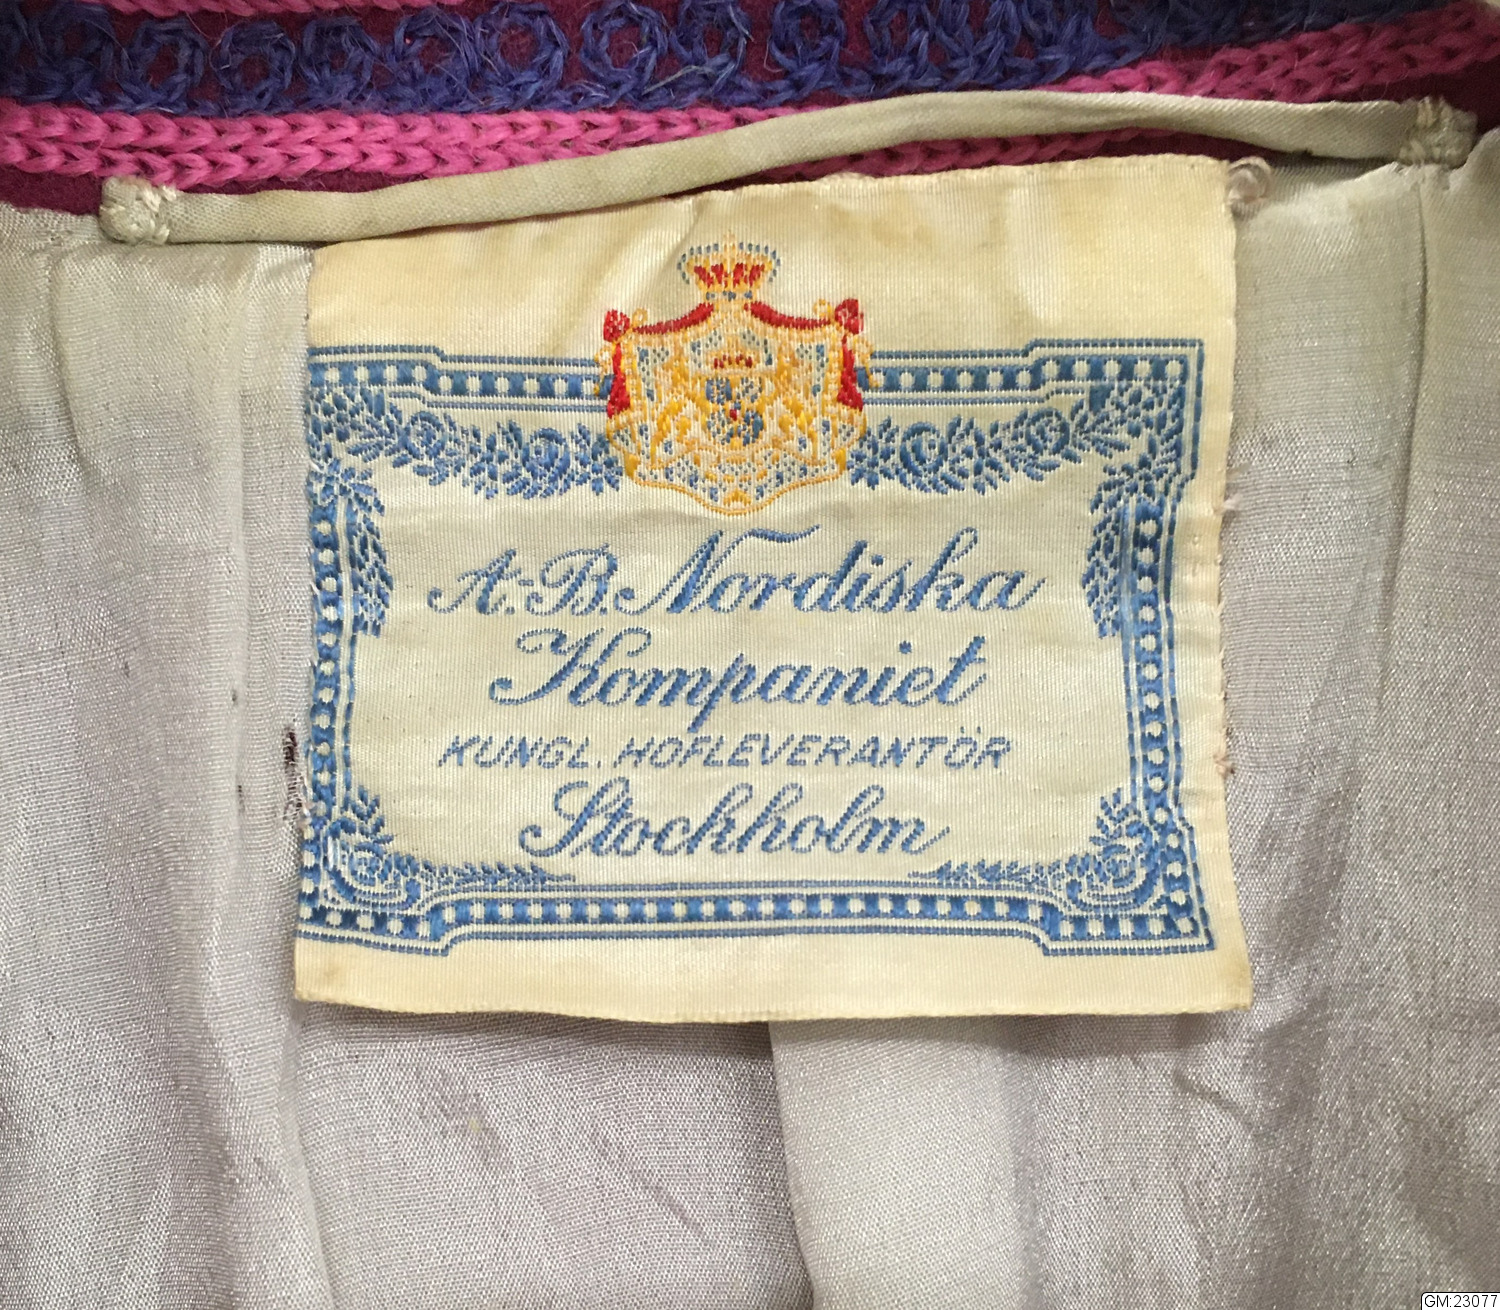 A.-B. Nordiska
Kompaniet
KUNGL. HOFLEVERANTÖR
Stockholm
GM:23077